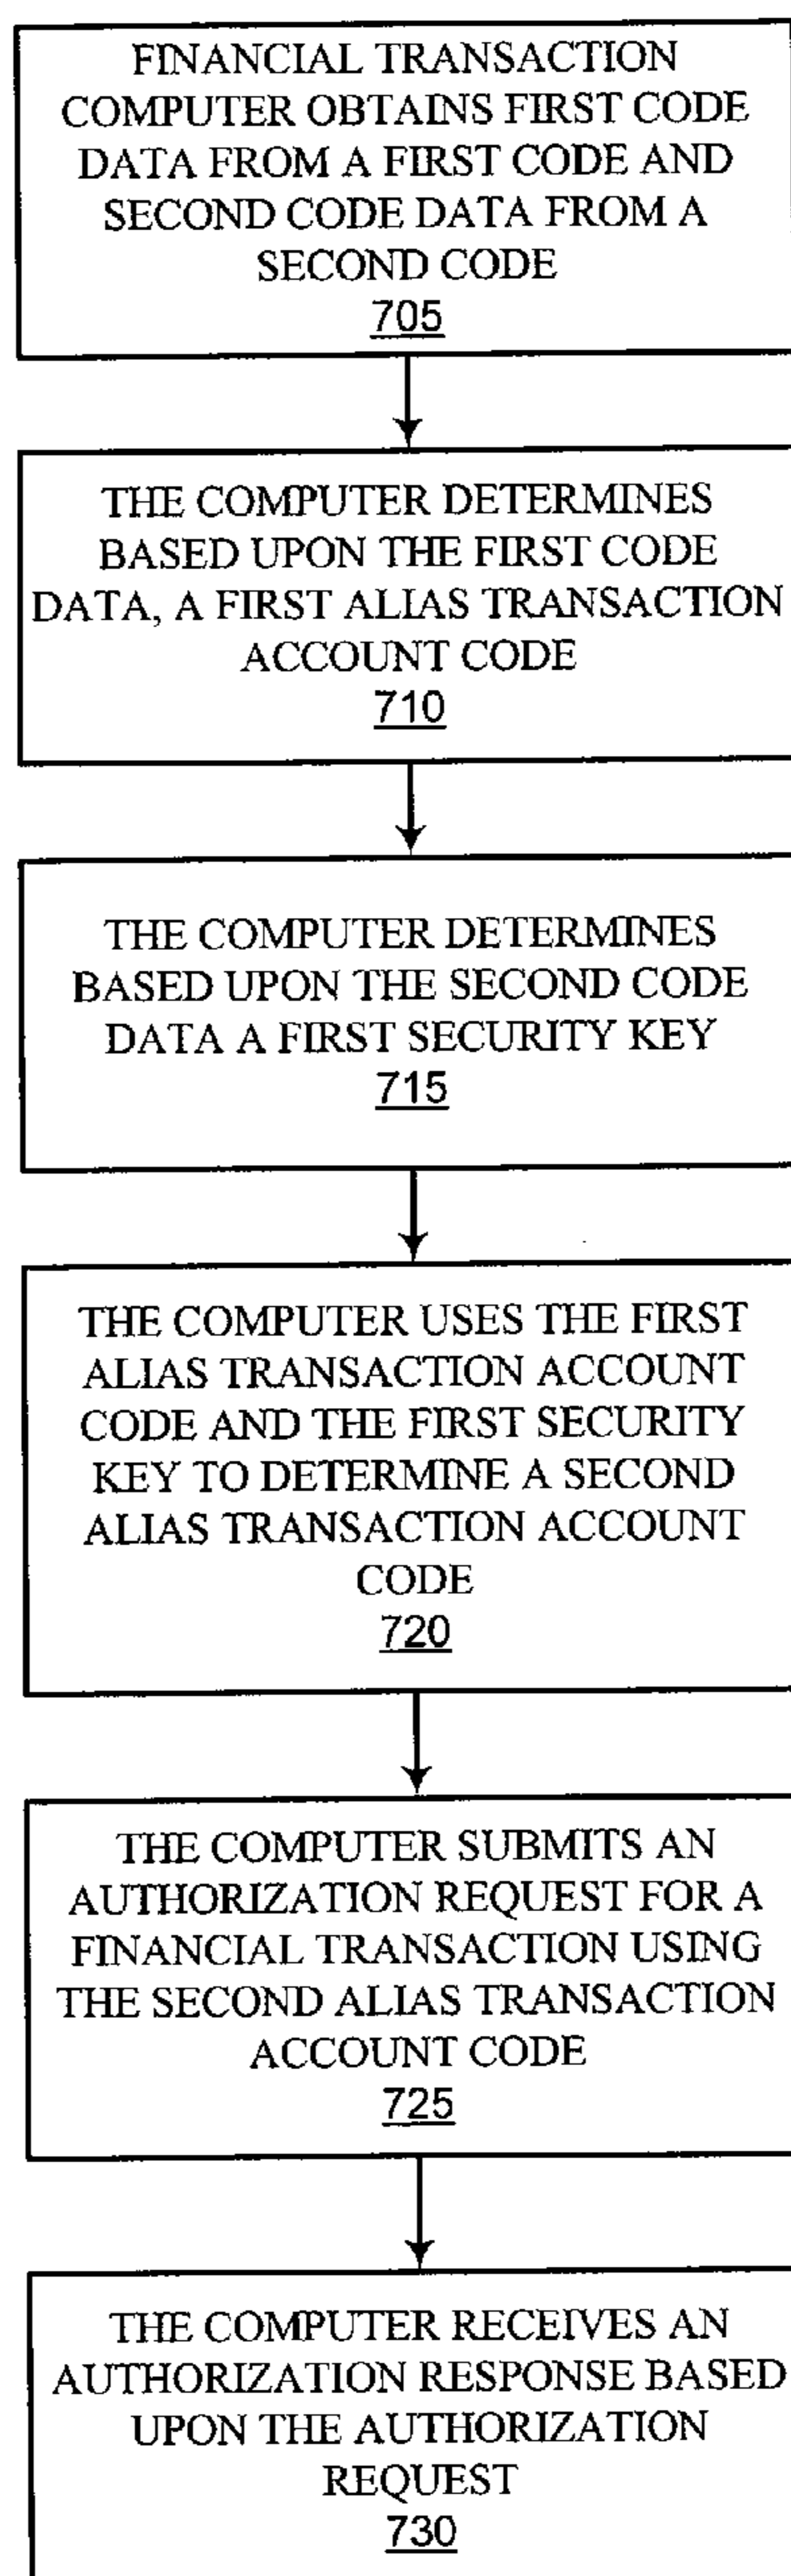 FINANCIAL TRANSACTION
COMPUTER OBTAINS FIRST CODE
DATA FROM A FIRST CODE AND
SECOND CODE DATA FROM A
SECOND CODE
705
THE COMPUTER DETERMINES
BASED UPON THE FIRST CODE
DATA, A FIRST ALIAS TRANSACTION
ACCOUNT CODE
710
THE COMPUTER DETERMINES
BASED UPON THE SECOND CODE
DATA A FIRST SECURITY KEY
715
THE COMPUTER USES THE FIRST
ALIAS TRANSACTION ACCOUNT
CODE AND THE FIRST SECURITY
KEY TO DETERMINE A SECOND
ALIAS TRANSACTION ACCOUNT
CODE
720
THE COMPUTER SUBMITS AN
AUTHORIZATION REQUEST FOR A
FINANCIAL TRANSACTION USING
THE SECOND ALIAS TRANSACTION
ACCOUNT CODE
725
THE COMPUTER RECEIVES AN
AUTHORIZATION RESPONSE BASED
UPON THE AUTHORIZATION
REQUEST
730